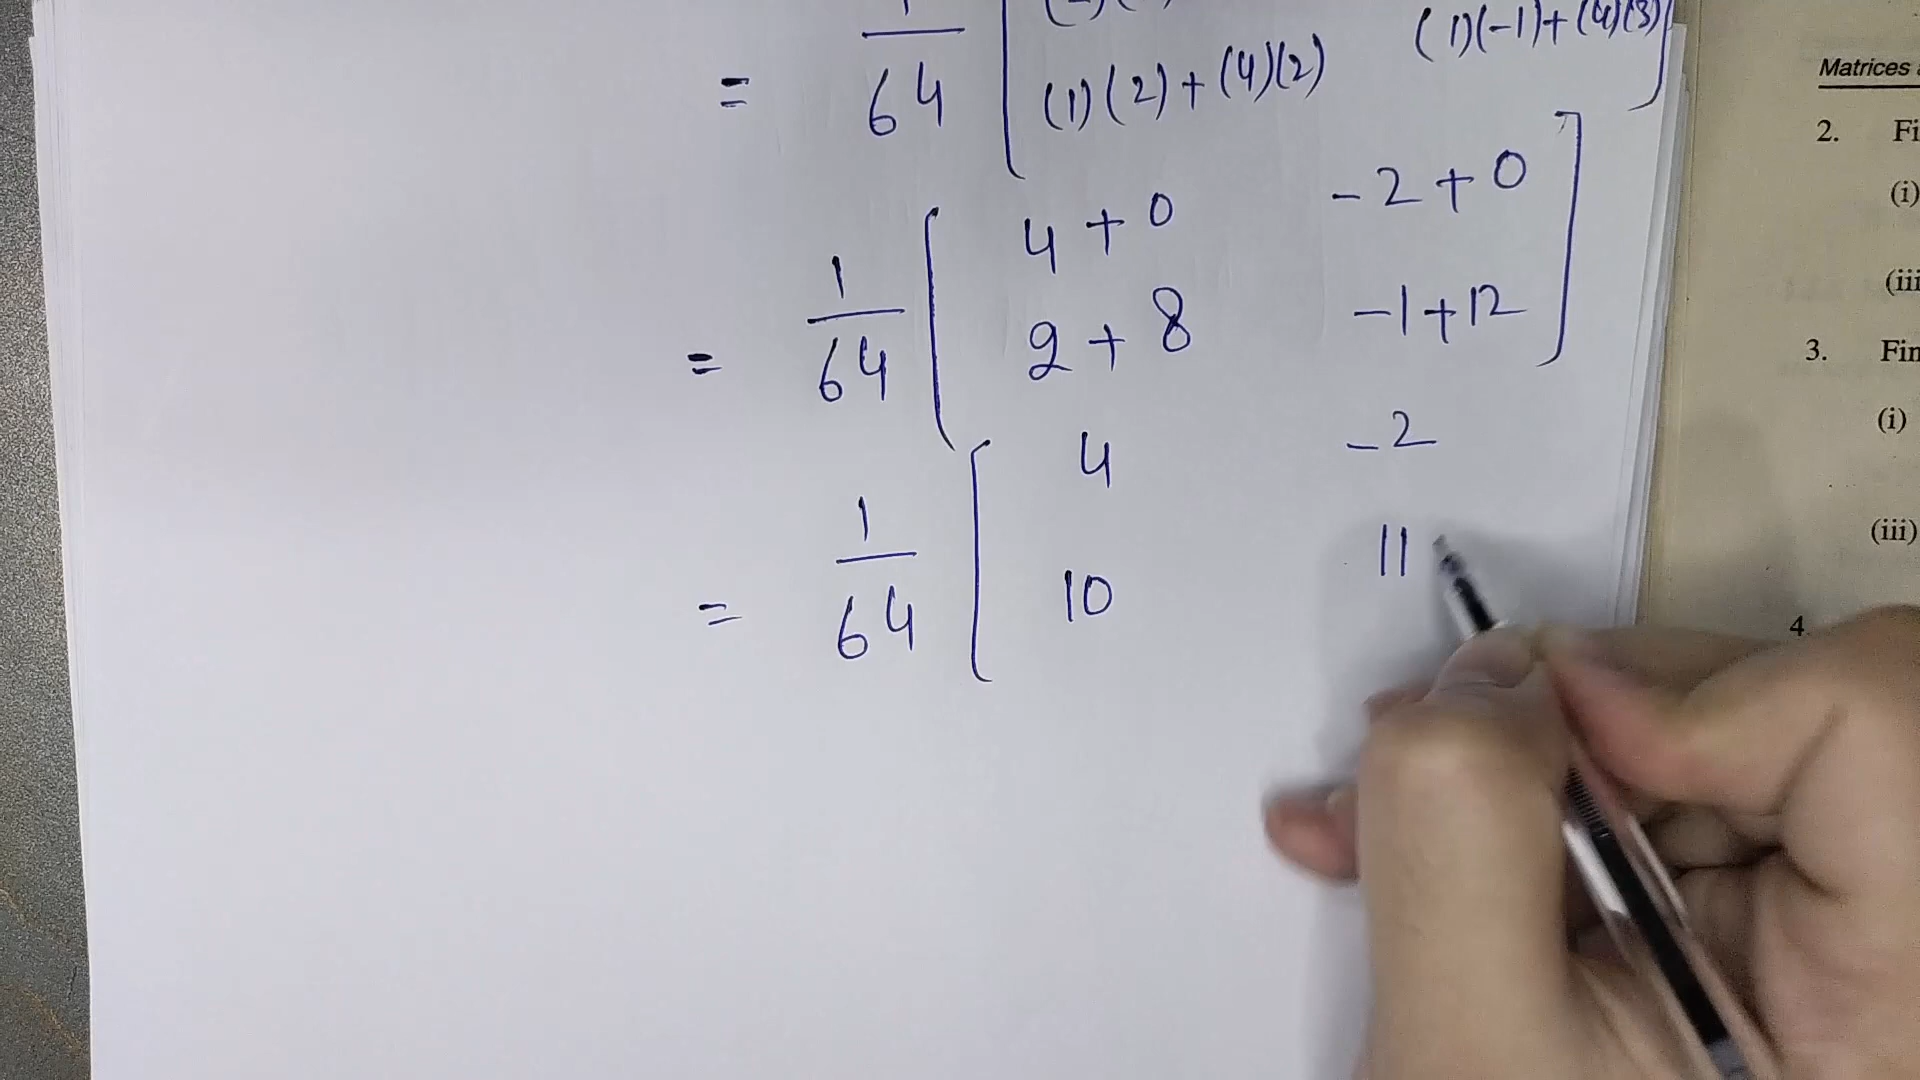 = 1/64 [ (1)(2)+(4)(2) (1)(-1)+(4)(3) ]
= 1/64 [ 4+0 -2+0
2+8 -1+12 ]
= 1/64 [ 4 -2
10 11
Matrices
2. Fi
(i)
(iii
3. Fin
(i)
(iii)
4